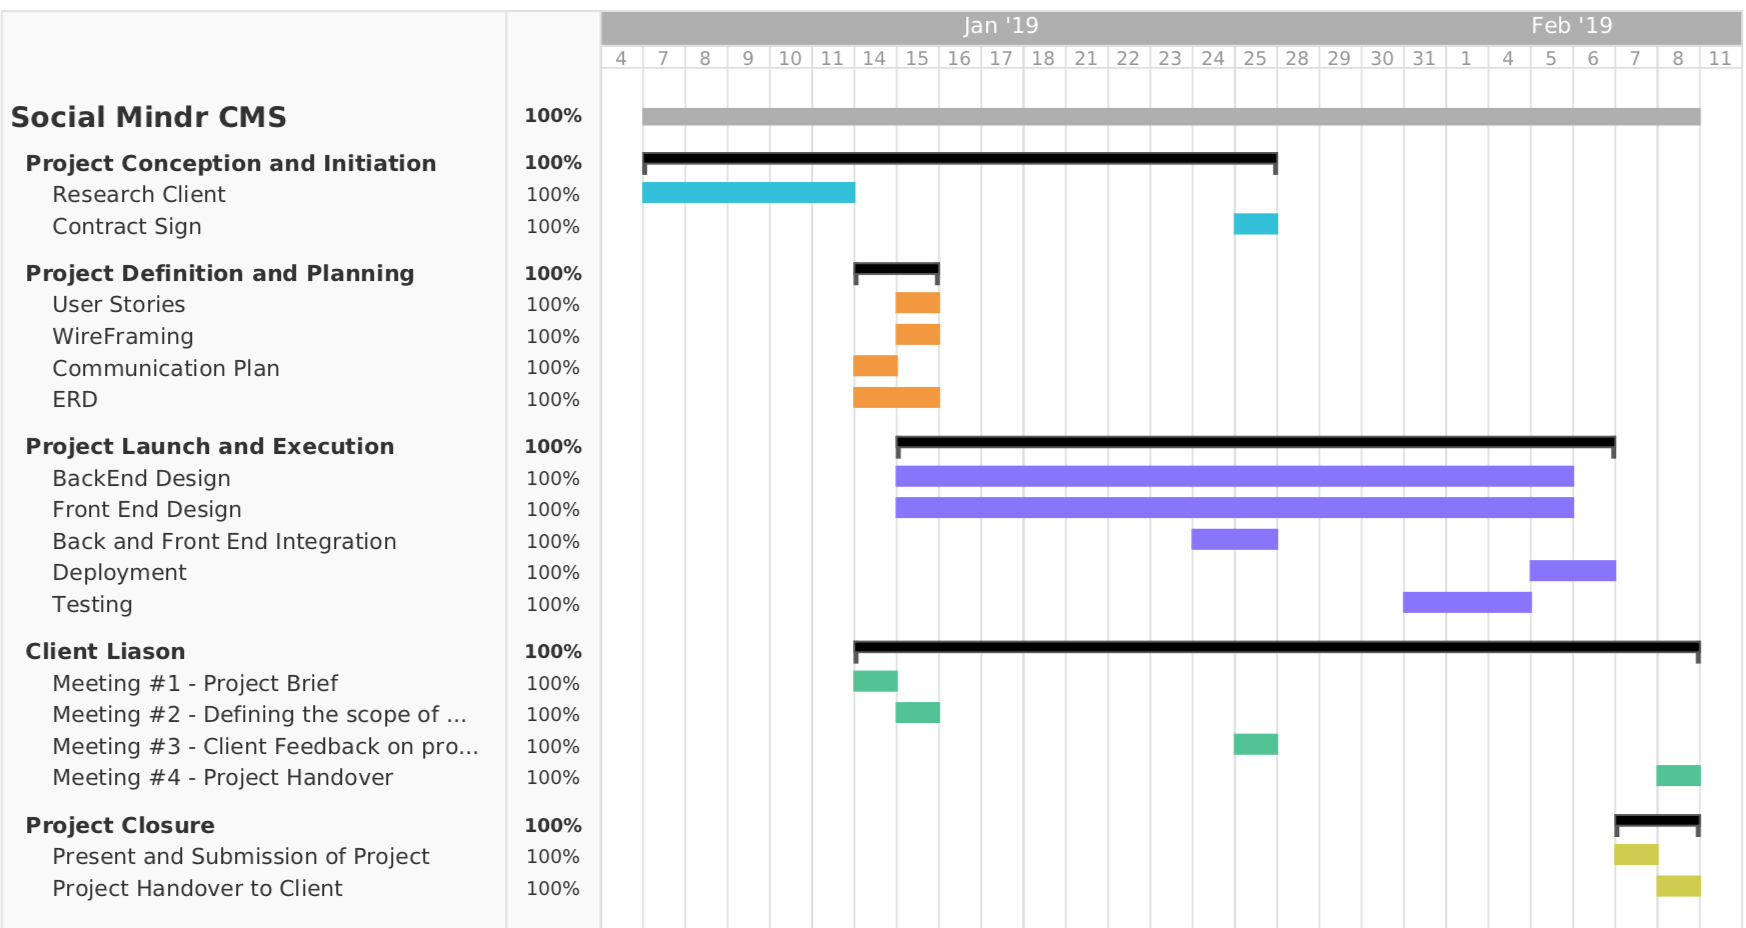 Jan '19 Feb '19
4 7 8 9 10 11 14 15 16 17 18 21 22 23 24 25 28 29 30 31 1 4 5 6 7 8 11
Social Mindr CMS 100%
Project Conception and Initiation 100%
Research Client 100%
Contract Sign 100%
Project Definition and Planning 100%
User Stories 100%
WireFraming 100%
Communication Plan 100%
ERD 100%
Project Launch and Execution 100%
BackEnd Design 100%
Front End Design 100%
Back and Front End Integration 100%
Deployment 100%
Testing 100%
Client Liason 100%
Meeting #1 - Project Brief 100%
Meeting #2 - Defining the scope of ... 100%
Meeting #3 - Client Feedback on pro... 100%
Meeting #4 - Project Handover 100%
Project Closure 100%
Present and Submission of Project 100%
Project Handover to Client 100%